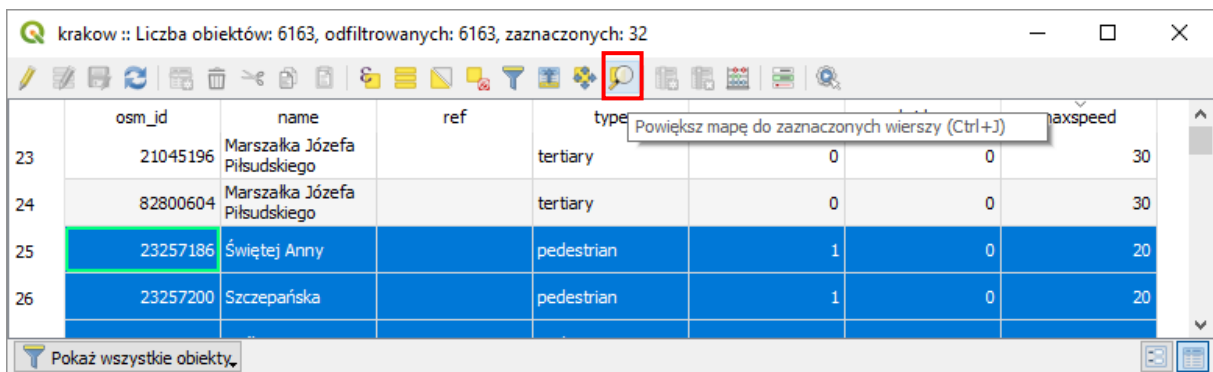 krakow :: Liczba obiektów: 6163, odfiltrowanych: 6163, zaznaczonych: 32
osm_id name ref type maxspeed
Powiększ mapę do zaznaczonych wierszy (Ctrl+J)
23 21045196 Marszałka Józefa Piłsudskiego tertiary 0 0 30
24 82800604 Marszałka Józefa Piłsudskiego tertiary 0 0 30
25 23257186 Świętej Anny pedestrian 1 0 20
26 23257200 Szczepańska pedestrian 1 0 20
Pokaż wszystkie obiekty